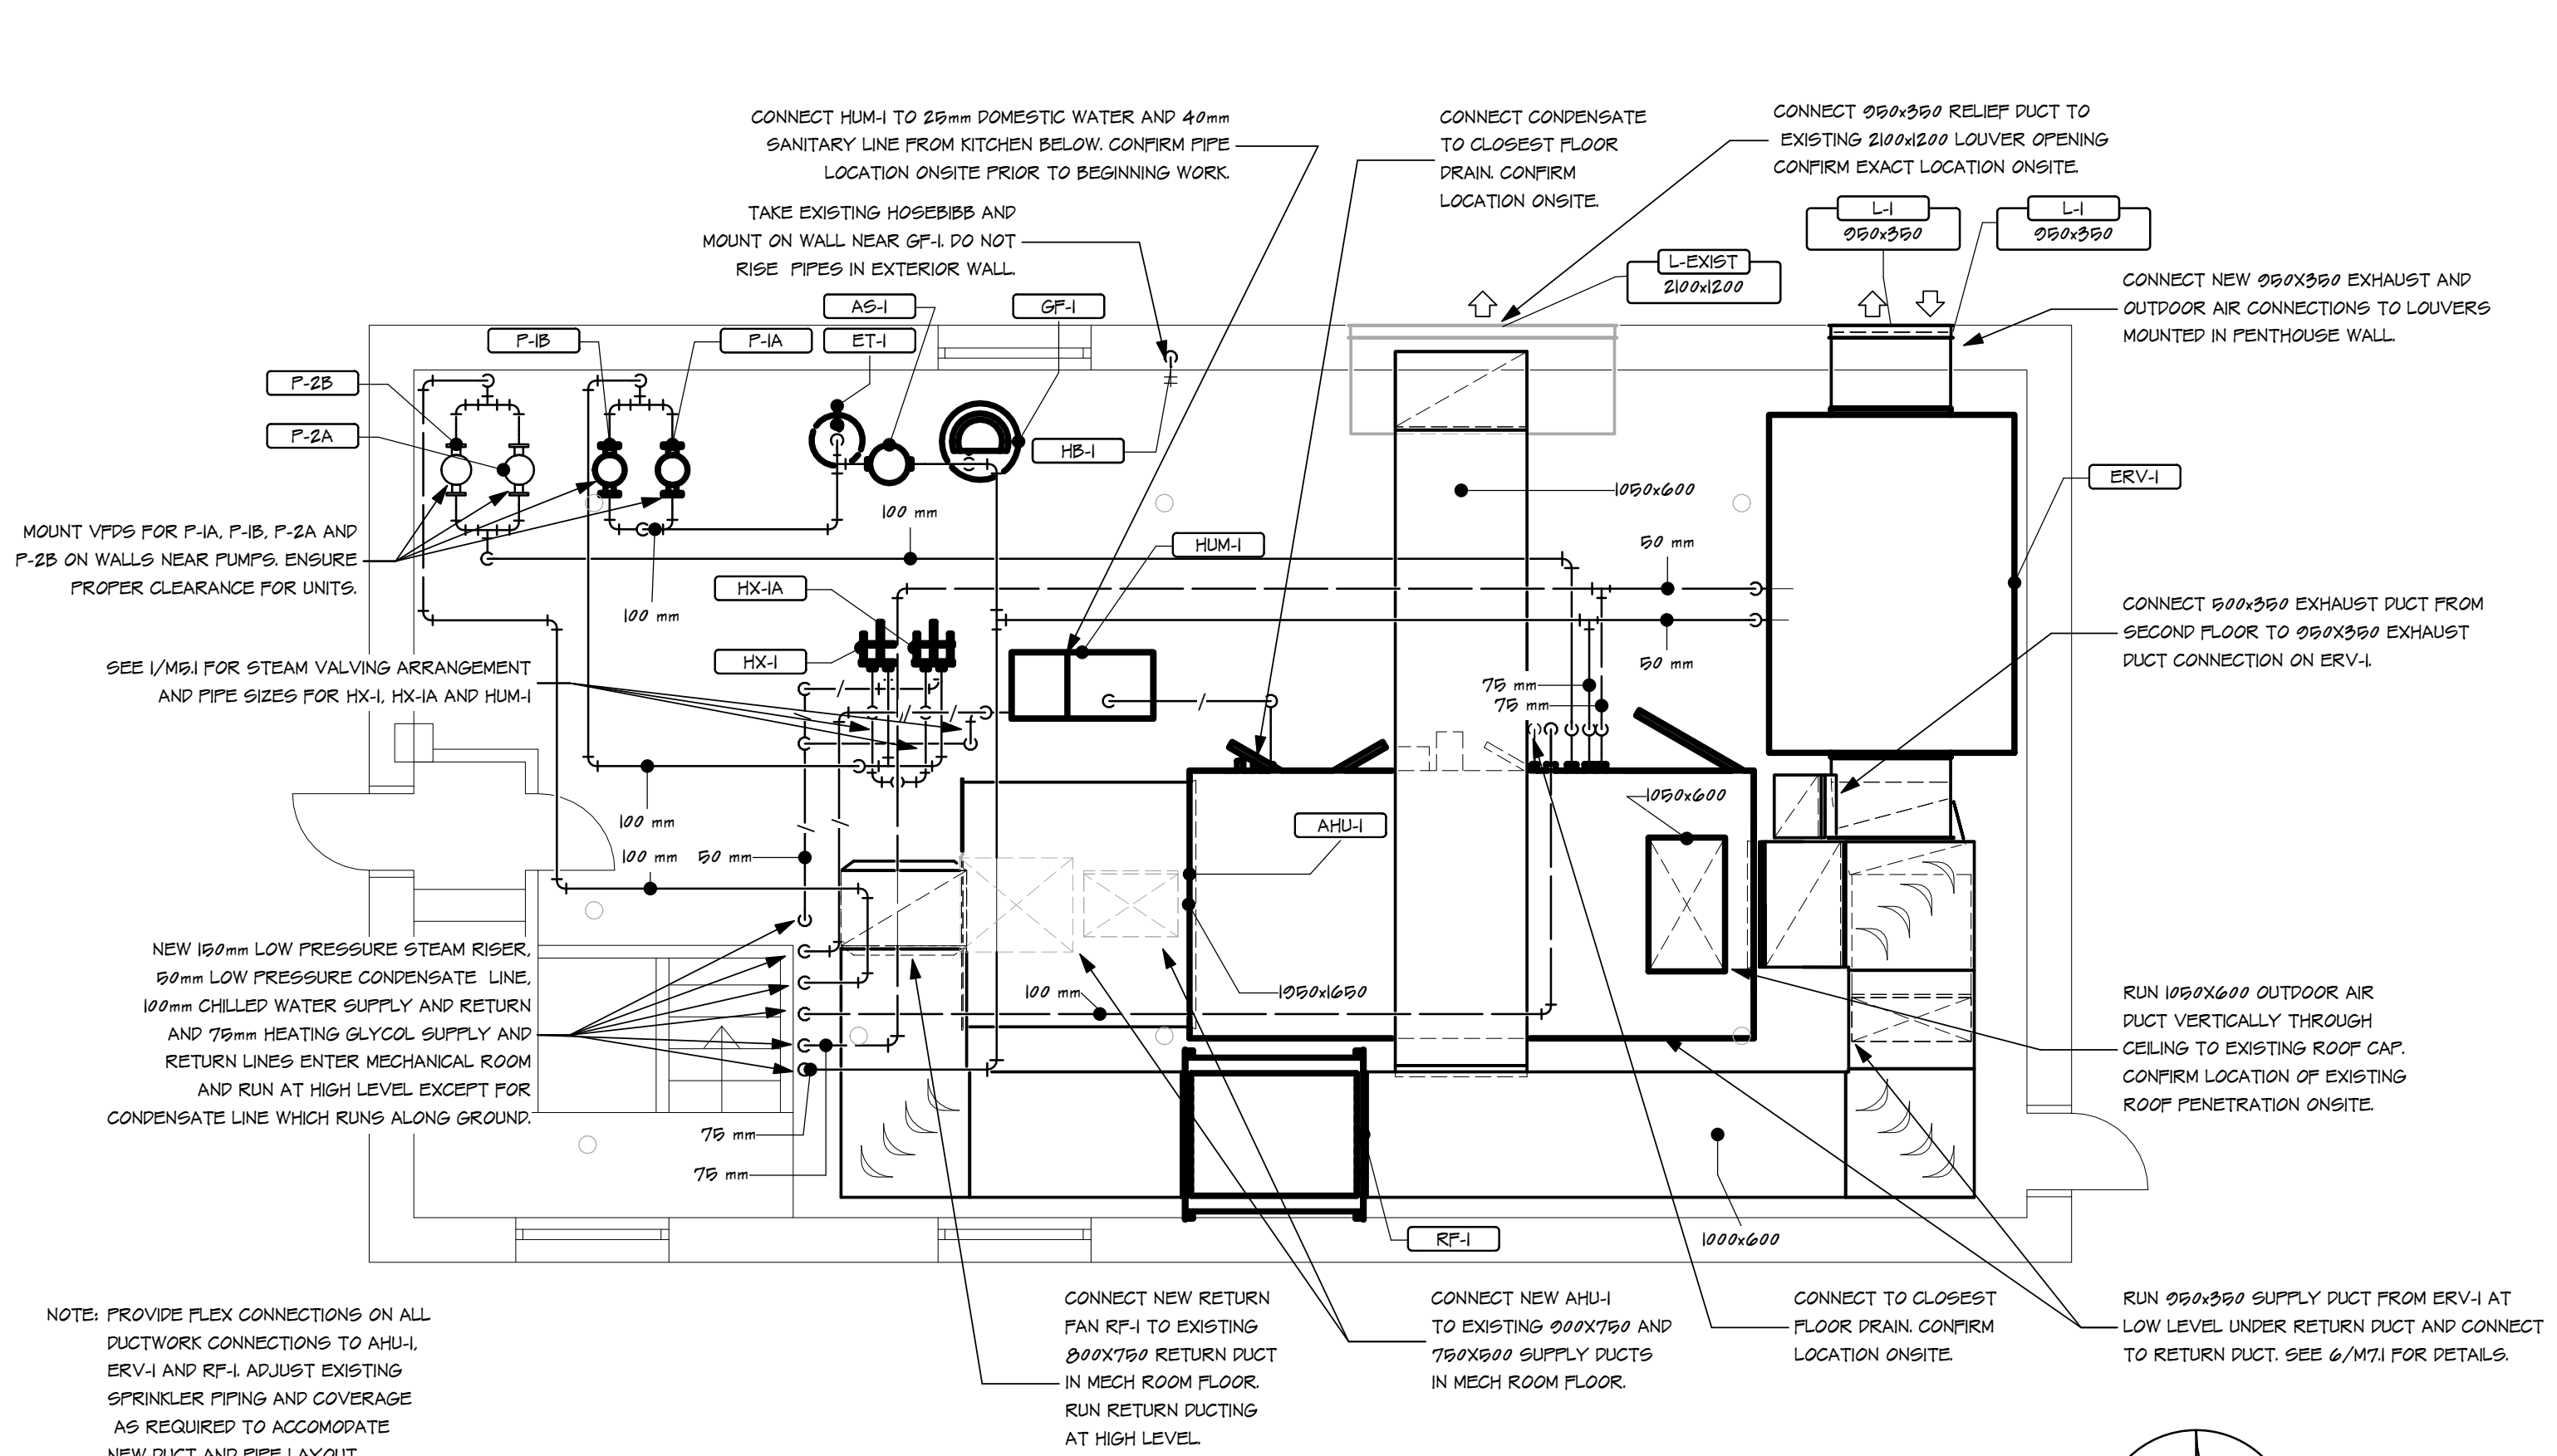 CONNECT HUM-1 TO 25mm DOMESTIC WATER AND 40mm
SANITARY LINE FROM KITCHEN BELOW. CONFIRM PIPE
LOCATION ONSITE PRIOR TO BEGINNING WORK.
TAKE EXISTING HOSEBIBB AND
MOUNT ON WALL NEAR GF-1. DO NOT
RISE PIPES IN EXTERIOR WALL.
CONNECT CONDENSATE
TO CLOSEST FLOOR
DRAIN. CONFIRM
LOCATION ONSITE.
CONNECT 950x350 RELIEF DUCT TO
EXISTING 2100x1200 LOUVER OPENING
CONFIRM EXACT LOCATION ONSITE.
L-1
950x350
L-1
950x350
L-EXIST
2100x1200
CONNECT NEW 950X350 EXHAUST AND
OUTDOOR AIR CONNECTIONS TO LOUVERS
MOUNTED IN PENTHOUSE WALL.
AS-1
GF-1
P-1B
P-1A
ET-1
P-2B
P-2A
HB-1
ERV-1
1050x600
100 mm
MOUNT VFDS FOR P-1A, P-1B, P-2A AND
P-2B ON WALLS NEAR PUMPS. ENSURE
PROPER CLEARANCE FOR UNITS.
HUM-1
50 mm
HX-1A
100 mm
CONNECT 500x350 EXHAUST DUCT FROM
SECOND FLOOR TO 950X350 EXHAUST
DUCT CONNECTION ON ERV-1.
HX-1
50 mm
SEE 1/M5.1 FOR STEAM VALVING ARRANGEMENT
AND PIPE SIZES FOR HX-1, HX-1A AND HUM-1
75 mm
75 mm
1050x600
100 mm
AHU-1
100 mm
50 mm
NEW 150mm LOW PRESSURE STEAM RISER,
50mm LOW PRESSURE CONDENSATE LINE,
100mm CHILLED WATER SUPPLY AND RETURN
AND 75mm HEATING GLYCOL SUPPLY AND
RETURN LINES ENTER MECHANICAL ROOM
AND RUN AT HIGH LEVEL EXCEPT FOR
CONDENSATE LINE WHICH RUNS ALONG GROUND.
100 mm
1950x1650
RUN 1050X600 OUTDOOR AIR
DUCT VERTICALLY THROUGH
CEILING TO EXISTING ROOF CAP.
CONFIRM LOCATION OF EXISTING
ROOF PENETRATION ONSITE.
75 mm
75 mm
RF-1
1000x600
NOTE: PROVIDE FLEX CONNECTIONS ON ALL
DUCTWORK CONNECTIONS TO AHU-1,
ERV-1 AND RF-1. ADJUST EXISTING
SPRINKLER PIPING AND COVERAGE
AS REQUIRED TO ACCOMODATE
NEW DUCT AND PIPE LAYOUT
CONNECT NEW RETURN
FAN RF-1 TO EXISTING
800X750 RETURN DUCT
IN MECH ROOM FLOOR.
RUN RETURN DUCTING
AT HIGH LEVEL.
CONNECT NEW AHU-1
TO EXISTING 900X750 AND
750X500 SUPPLY DUCTS
IN MECH ROOM FLOOR.
CONNECT TO CLOSEST
FLOOR DRAIN. CONFIRM
LOCATION ONSITE.
RUN 950x350 SUPPLY DUCT FROM ERV-1 AT
LOW LEVEL UNDER RETURN DUCT AND CONNECT
TO RETURN DUCT. SEE 6/M7.1 FOR DETAILS.